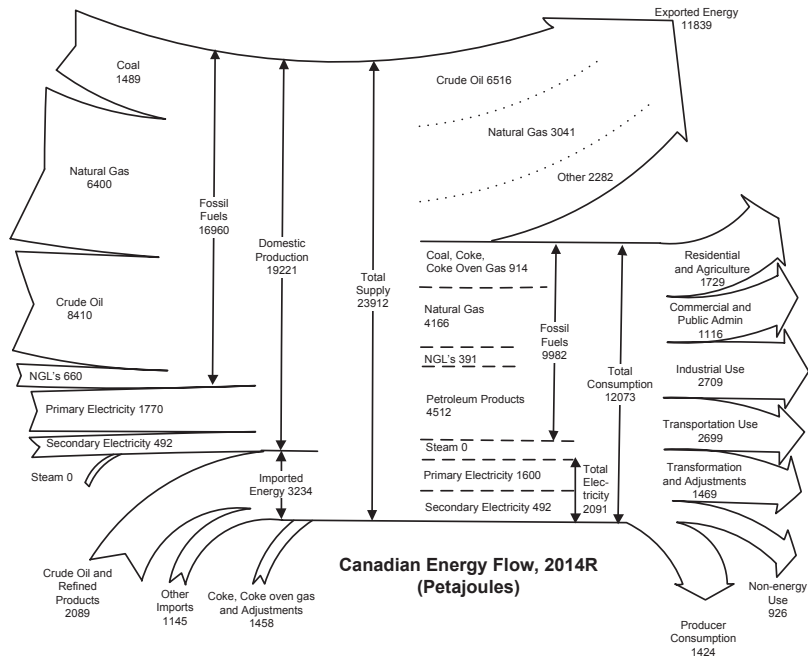 Exported Energy
11839
Coal
1489
Crude Oil 6516
Natural Gas 3041
Natural Gas
6400
Other 2282
Fossil
Fuels
16960
Domestic
Production
19221
Total
Supply
23912
Coal, Coke,
Coke Oven Gas 914
Residential
and Agriculture
1729
Crude Oil
8410
Natural Gas
4166
Commercial and
Public Admin
1116
Fossil
Fuels
9982
NGL's 391
Total
Consumption
12073
Industrial Use
2709
NGL's 660
Petroleum Products
4512
Primary Electricity 1770
Transportation Use
2699
Secondary Electricity 492
Steam 0
Steam 0
Imported
Energy 3234
Primary Electricity 1600
Total
Elec-
tricity
2091
Transformation
and Adjustments
1469
Secondary Electricity 492
Canadian Energy Flow, 2014R
(Petajoules)
Crude Oil and
Refined
Products
2089
Other
Imports
1145
Coke, Coke oven gas
and Adjustments
1458
Non-energy
Use
926
Producer
Consumption
1424